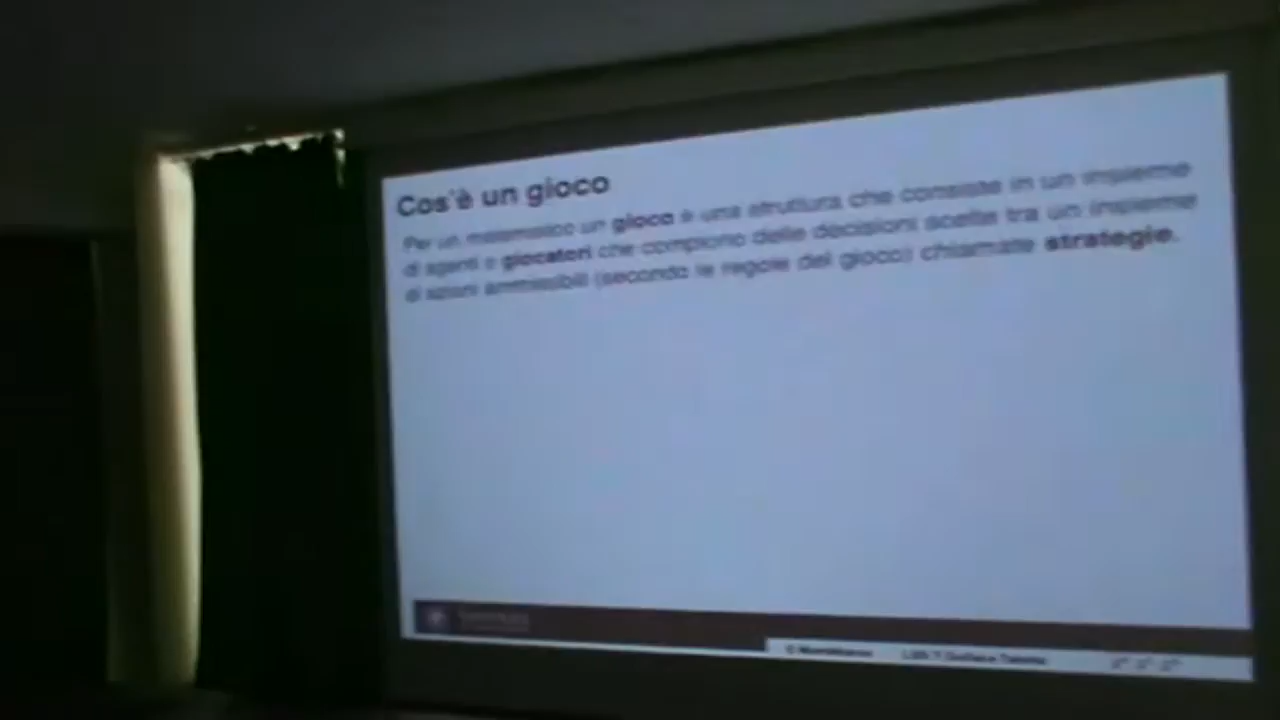 Cos'è un gioco
Per un matematico un gioco è una struttura che consiste in un insieme
di agenti o giocatori che compiono delle decisioni scelte tra un insieme
di azioni ammissibili (secondo le regole del gioco) chiamate strategie.